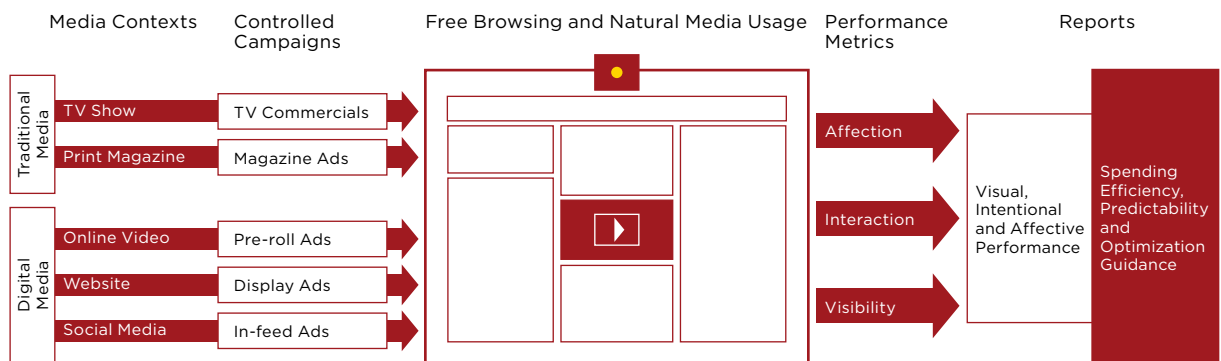 Media Contexts
Controlled
Campaigns
Free Browsing and Natural Media Usage
Performance
Metrics
Reports
Traditional
Media
TV Show
TV Commercials
Print Magazine
Magazine Ads
Digital
Media
Online Video
Pre-roll Ads
Website
Display Ads
Social Media
In-feed Ads
Affection
Interaction
Visibility
Visual,
Intentional
and Affective
Performance
Spending
Efficiency,
Predictability
and
Optimization
Guidance